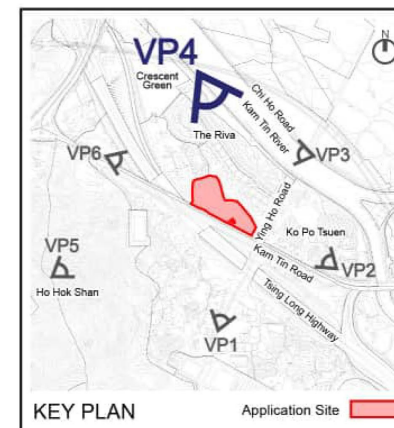 N
VP4
Crescent
Green
Chi Ho Road
Kam Tin River
The Riva
VP6
VP3
Ying Ho Road
Ko Po Tsuen
VP5
Kam Tin Road
VP2
Ho Hok Shan
Tsing Long Highway
VP1
KEY PLAN
Application Site